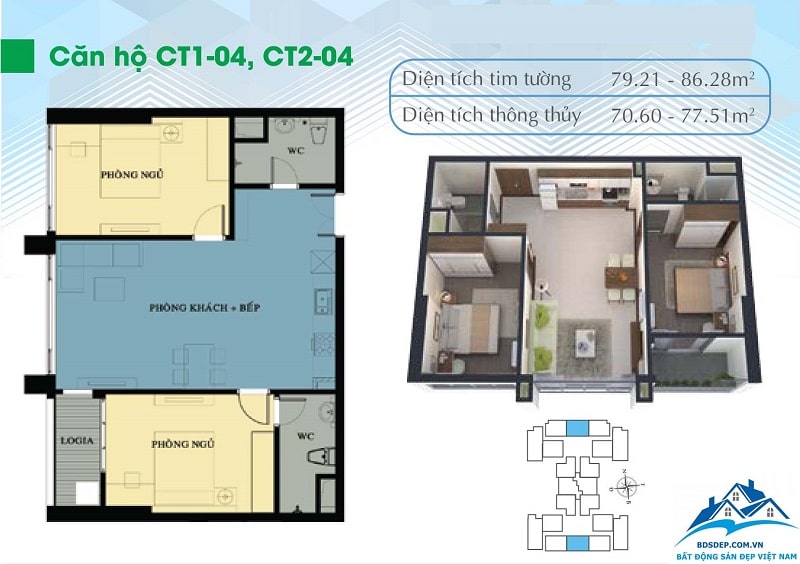 Căn hộ CT1-04, CT2-04
Diện tích tim tường 79.21 - 86.28m²
Diện tích thông thủy 70.60 - 77.51m²
WC
PHÒNG NGỦ
PHÒNG KHÁCH + BẾP
LOGIA
PHÒNG NGỦ
WC
BDSDEP.COM.VN
BẤT ĐỘNG SẢN ĐẸP VIỆT NAM